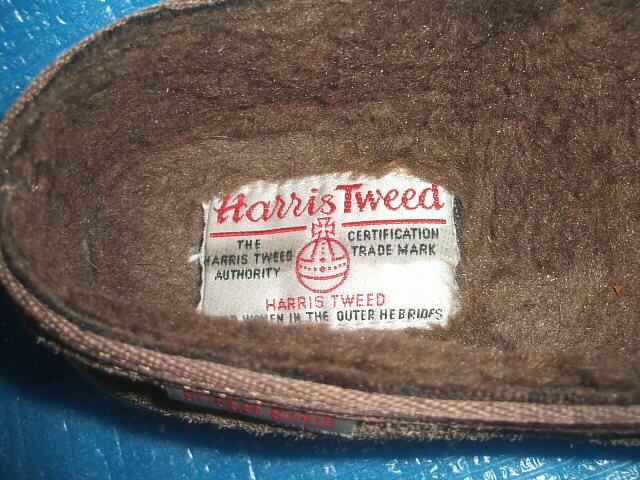 Harris Tweed
THE CERTIFICATION
HARRIS TWEED TRADE MARK
AUTHORITY
HARRIS TWEED
WOVEN IN THE OUTER HEBRIDES